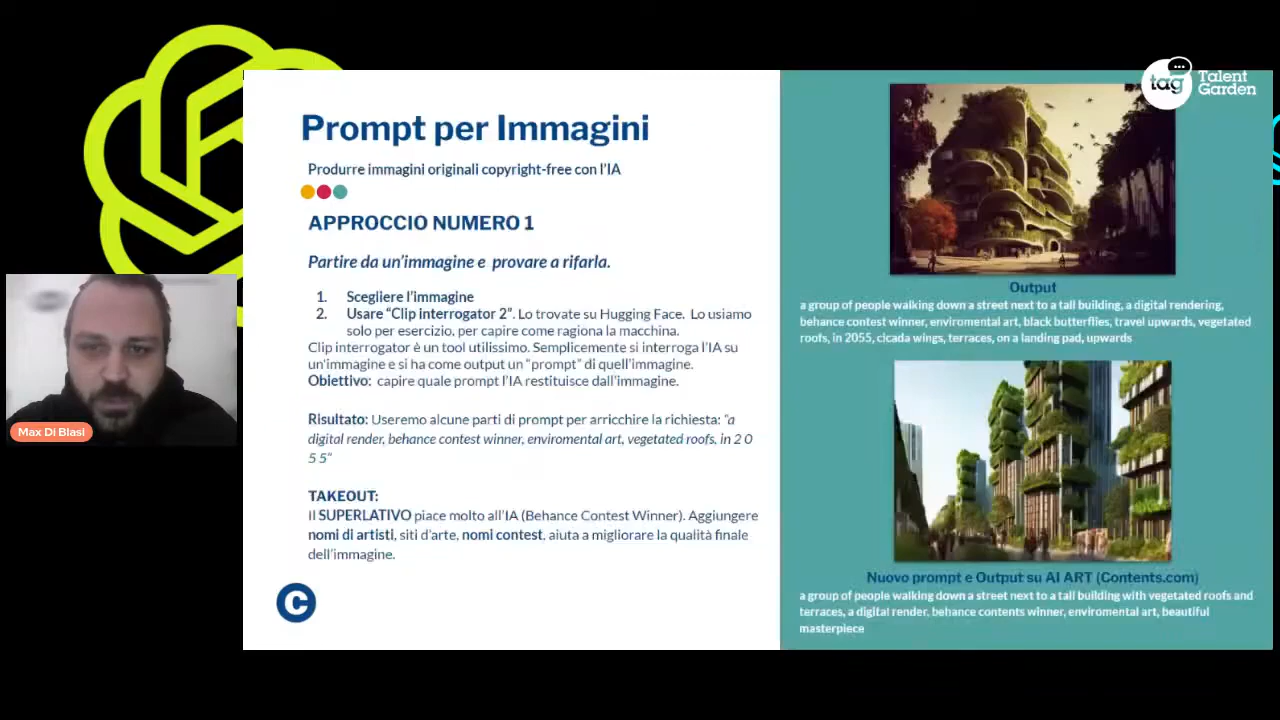 tag
Talent
Garden
Prompt per Immagini
Produrre immagini originali copyright-free con l'IA
APPROCCIO NUMERO 1
Partire da un'immagine e provare a rifarla.
1. Scegliere l'immagine
2. Usare “Clip interrogator 2”. Lo trovate su Hugging Face. Lo usiamo
solo per esercizio, per capire come ragiona la macchina.
Clip interrogator è un tool utilissimo. Semplicemente si interroga l'IA su
un'immagine e si ha come output un “prompt” di quell'immagine.
Obiettivo: capire quale prompt l'IA restituisce dall'immagine.
Risultato: Useremo alcune parti di prompt per arricchire la richiesta: “a
digital render, behance contest winner, enviromental art, vegetated roofs, in 2 0
5 5”
TAKEOUT:
Il SUPERLATIVO piace molto all'IA (Behance Contest Winner). Aggiungere
nomi di artisti, siti d'arte, nomi contest, aiuta a migliorare la qualità finale
dell'immagine.
C
Output
a group of people walking down a street next to a tall building, a digital rendering,
behance contest winner, enviromental art, black butterflies, travel upwards, vegetated
roofs, in 2055, cicada wings, terraces, on a landing pad, upwards
Nuovo prompt e Output su AI ART (Contents.com)
a group of people walking down a street next to a tall building with vegetated roofs and
terraces, a digital render, behance contents winner, enviromental art, beautiful
masterpiece
Max Di Blasi